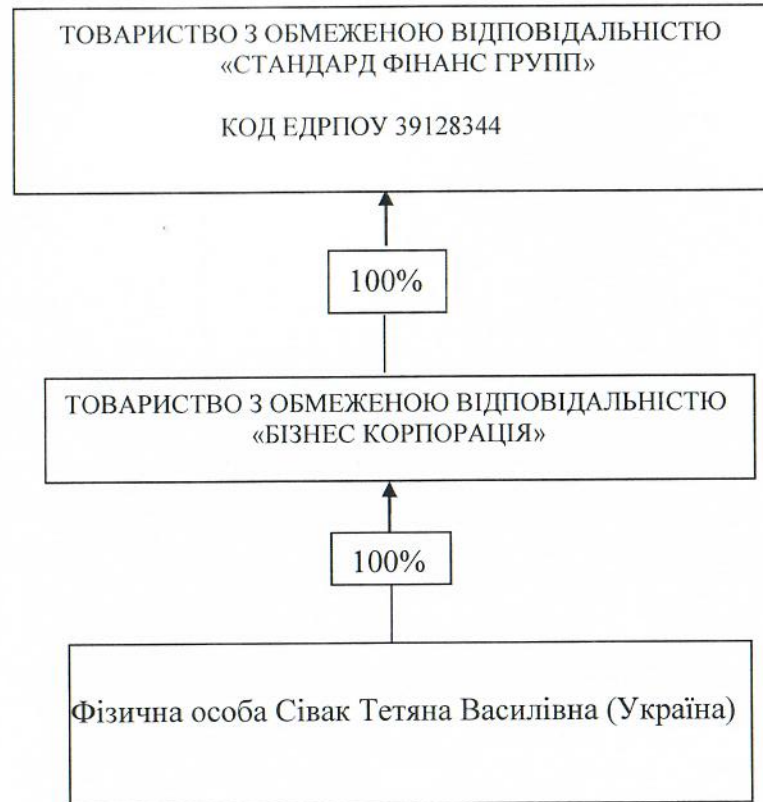 ТОВАРИСТВО З ОБМЕЖЕНОЮ ВІДПОВІДАЛЬНІСТЮ
«СТАНДАРД ФІНАНС ГРУПП»
КОД ЕДРПОУ 39128344
100%
ТОВАРИСТВО З ОБМЕЖЕНОЮ ВІДПОВІДАЛЬНІСТЮ
«БІЗНЕС КОРПОРАЦІЯ»
100%
Фізична особа Сівак Тетяна Василівна (Україна)